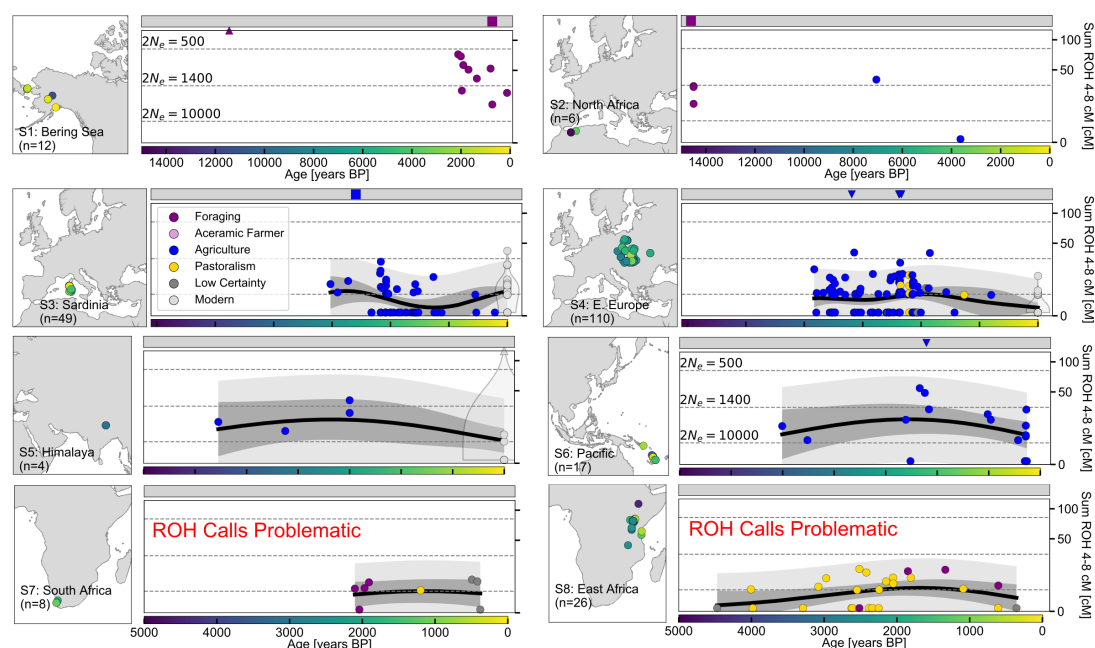 2Nₑ = 500
2Nₑ = 1400
2Nₑ = 10000
S1: Bering Sea
(n=12)
14000 12000 10000 8000 6000 4000 2000 0
Age [years BP]
S2: North Africa
(n=6)
14000 12000 10000 8000 6000 4000 2000 0
Age [years BP]
100
50
0
Sum ROH 4-8 cM [cM]
S3: Sardinia
(n=49)
Foraging
Aceramic Farmer
Agriculture
Pastoralism
Low Certainty
Modern
S4: E. Europe
(n=110)
100
50
0
Sum ROH 4-8 cM [cM]
S5: Himalaya
(n=4)
S6: Pacific
(n=17)
2Nₑ = 500
2Nₑ = 1400
2Nₑ = 10000
100
50
0
Sum ROH 4-8 cM [cM]
S7: South Africa
(n=8)
ROH Calls Problematic
5000 4000 3000 2000 1000 0
Age [years BP]
S8: East Africa
(n=26)
ROH Calls Problematic
5000 4000 3000 2000 1000 0
Age [years BP]
100
50
0
Sum ROH 4-8 cM [cM]